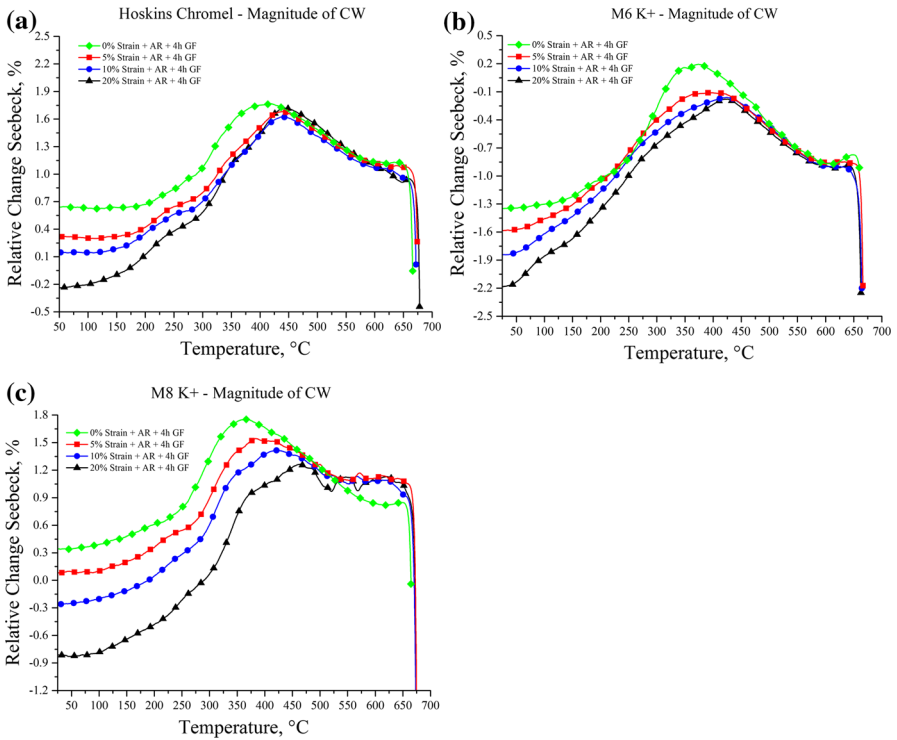 (a)
Hoskins Chromel - Magnitude of CW
2.5
2.2
1.9
1.6
1.3
1.0
0.7
0.4
0.1
-0.2
-0.5
Relative Change Seebeck, %
0% Strain + AR + 4h GF
5% Strain + AR + 4h GF
10% Strain + AR + 4h GF
20% Strain + AR + 4h GF
50 100 150 200 250 300 350 400 450 500 550 600 650 700
Temperature, °C
(b)
M6 K+ - Magnitude of CW
0.5
0.2
-0.1
-0.4
-0.7
-1.0
-1.3
-1.6
-1.9
-2.2
-2.5
Relative Change Seebeck, %
0% Strain + AR + 4h GF
5% Strain + AR + 4h GF
10% Strain + AR + 4h GF
20% Strain + AR + 4h GF
50 100 150 200 250 300 350 400 450 500 550 600 650 700
Temperature, °C
(c)
M8 K+ - Magnitude of CW
1.8
1.5
1.2
0.9
0.6
0.3
0.0
-0.3
-0.6
-0.9
-1.2
Relative Change Seebeck, %
0% Strain + AR + 4h GF
5% Strain + AR + 4h GF
10% Strain + AR + 4h GF
20% Strain + AR + 4h GF
50 100 150 200 250 300 350 400 450 500 550 600 650 700
Temperature, °C